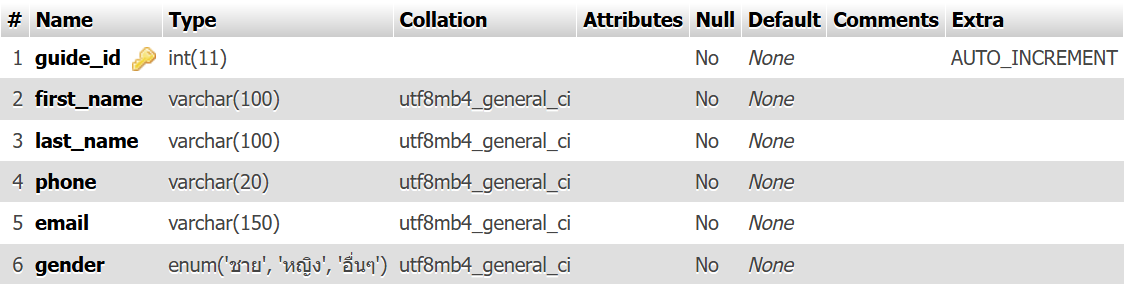 # Name Type Collation Attributes Null Default Comments Extra
1 guide_id int(11) No None AUTO_INCREMENT
2 first_name varchar(100) utf8mb4_general_ci No None
3 last_name varchar(100) utf8mb4_general_ci No None
4 phone varchar(20) utf8mb4_general_ci No None
5 email varchar(150) utf8mb4_general_ci No None
6 gender enum('ชาย', 'หญิง', 'อื่นๆ') utf8mb4_general_ci No None